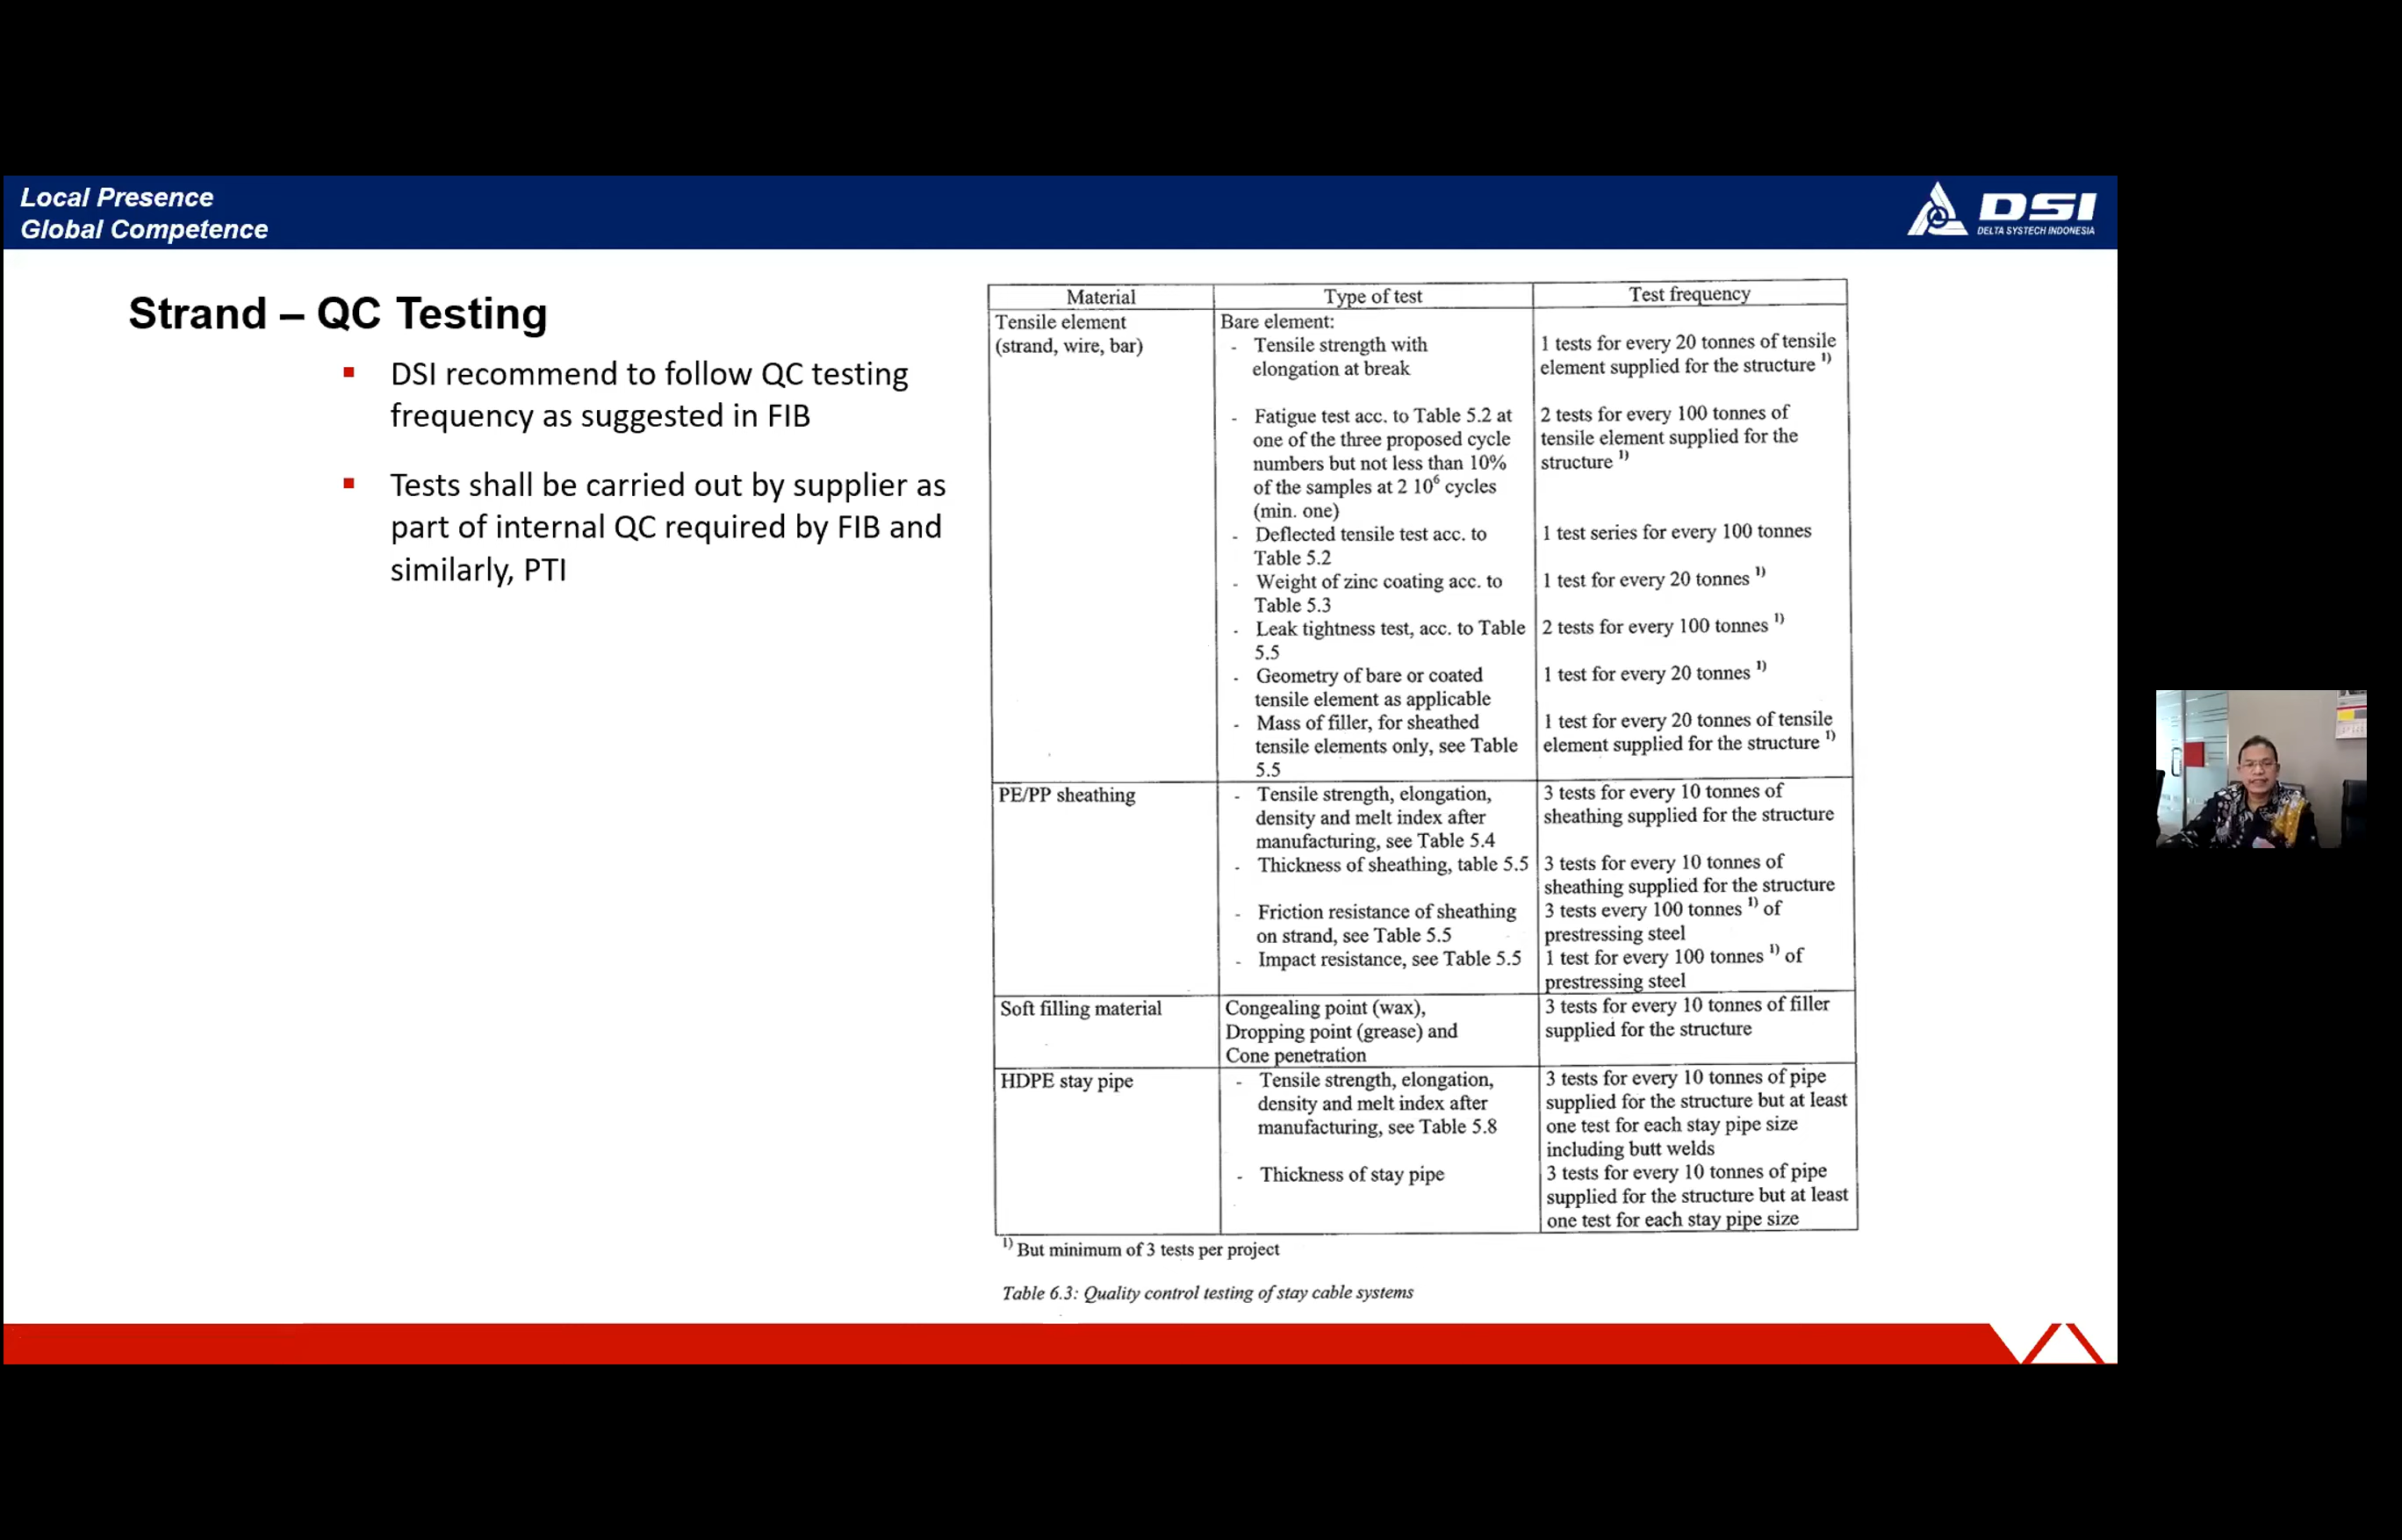 Local Presence
Global Competence
DSI
DELTA SYSTECH INDONESIA
Strand – QC Testing
▪ DSI recommend to follow QC testing
frequency as suggested in FIB
▪ Tests shall be carried out by supplier as
part of internal QC required by FIB and
similarly, PTI
Material Type of test Test frequency
Tensile element
(strand, wire, bar)
Bare element:
- Tensile strength with
elongation at break
1 tests for every 20 tonnes of tensile
element supplied for the structure 1)
- Fatigue test acc. to Table 5.2 at
one of the three proposed cycle
numbers but not less than 10%
of the samples at 2 10⁶ cycles
(min. one)
2 tests for every 100 tonnes of
tensile element supplied for the
structure 1)
- Deflected tensile test acc. to
Table 5.2
1 test series for every 100 tonnes
- Weight of zinc coating acc. to
Table 5.3
1 test for every 20 tonnes 1)
- Leak tightness test, acc. to Table
5.5
2 tests for every 100 tonnes 1)
- Geometry of bare or coated
tensile element as applicable
1 test for every 20 tonnes 1)
- Mass of filler, for sheathed
tensile elements only, see Table
5.5
1 test for every 20 tonnes of tensile
element supplied for the structure 1)
PE/PP sheathing
- Tensile strength, elongation,
density and melt index after
manufacturing, see Table 5.4
3 tests for every 10 tonnes of
sheathing supplied for the structure
- Thickness of sheathing, table 5.5
3 tests for every 10 tonnes of
sheathing supplied for the structure
- Friction resistance of sheathing
on strand, see Table 5.5
3 tests every 100 tonnes 1) of
prestressing steel
- Impact resistance, see Table 5.5
1 test for every 100 tonnes 1) of
prestressing steel
Soft filling material
Congealing point (wax),
Dropping point (grease) and
Cone penetration
3 tests for every 10 tonnes of filler
supplied for the structure
HDPE stay pipe
- Tensile strength, elongation,
density and melt index after
manufacturing, see Table 5.8
3 tests for every 10 tonnes of pipe
supplied for the structure but at least
one test for each stay pipe size
including butt welds
- Thickness of stay pipe
3 tests for every 10 tonnes of pipe
supplied for the structure but at least
one test for each stay pipe size
1) But minimum of 3 tests per project
Table 6.3: Quality control testing of stay cable systems